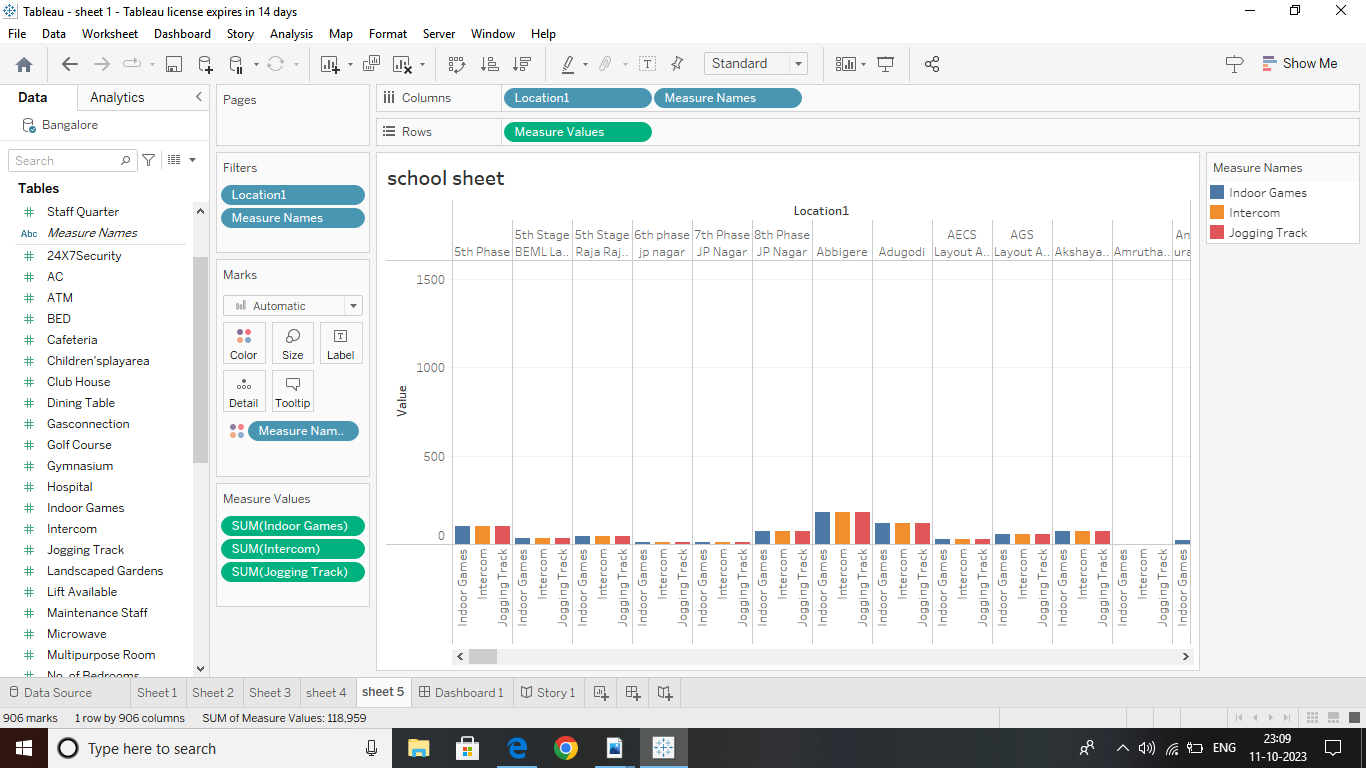 Tableau - sheet 1 - Tableau license expires in 14 days
File Data Worksheet Dashboard Story Analysis Map Format Server Window Help
Standard
Show Me
Data Analytics
Bangalore
Search
Tables
Staff Quarter
Abc Measure Names
24X7Security
AC
ATM
BED
Cafeteria
Children'splayarea
Club House
Dining Table
Gasconnection
Golf Course
Gymnasium
Hospital
Indoor Games
Intercom
Jogging Track
Landscaped Gardens
Lift Available
Maintenance Staff
Microwave
Multipurpose Room
No. of Bedrooms
Pages
Filters
Location1
Measure Names
Marks
Automatic
Color Size Label
Detail Tooltip
Measure Nam..
Measure Values
SUM(Indoor Games)
SUM(Intercom)
SUM(Jogging Track)
Columns Location1 Measure Names
Rows Measure Values
school sheet
Location1
5th Phase
5th Stage
BEML La..
5th Stage
Raja Raj..
6th phase
jp nagar
7th Phase
JP Nagar
8th Phase
JP Nagar
Abbigere
Adugodi
AECS
Layout A..
AGS
Layout A..
Akshaya..
Amrutha..
1500
1000
500
0
Value
Indoor Games
Intercom
Jogging Track
Indoor Games
Intercom
Jogging Track
Indoor Games
Intercom
Jogging Track
Indoor Games
Intercom
Jogging Track
Indoor Games
Intercom
Jogging Track
Indoor Games
Intercom
Jogging Track
Indoor Games
Intercom
Jogging Track
Indoor Games
Intercom
Jogging Track
Indoor Games
Intercom
Jogging Track
Indoor Games
Intercom
Jogging Track
Indoor Games
Intercom
Jogging Track
Indoor Games
Intercom
Jogging Track
Indoor Games
Measure Names
Indoor Games
Intercom
Jogging Track
Data Source Sheet 1 Sheet 2 Sheet 3 sheet 4 sheet 5 Dashboard 1 Story 1
906 marks 1 row by 906 columns SUM of Measure Values: 118,959
Type here to search
ENG
23:09
11-10-2023